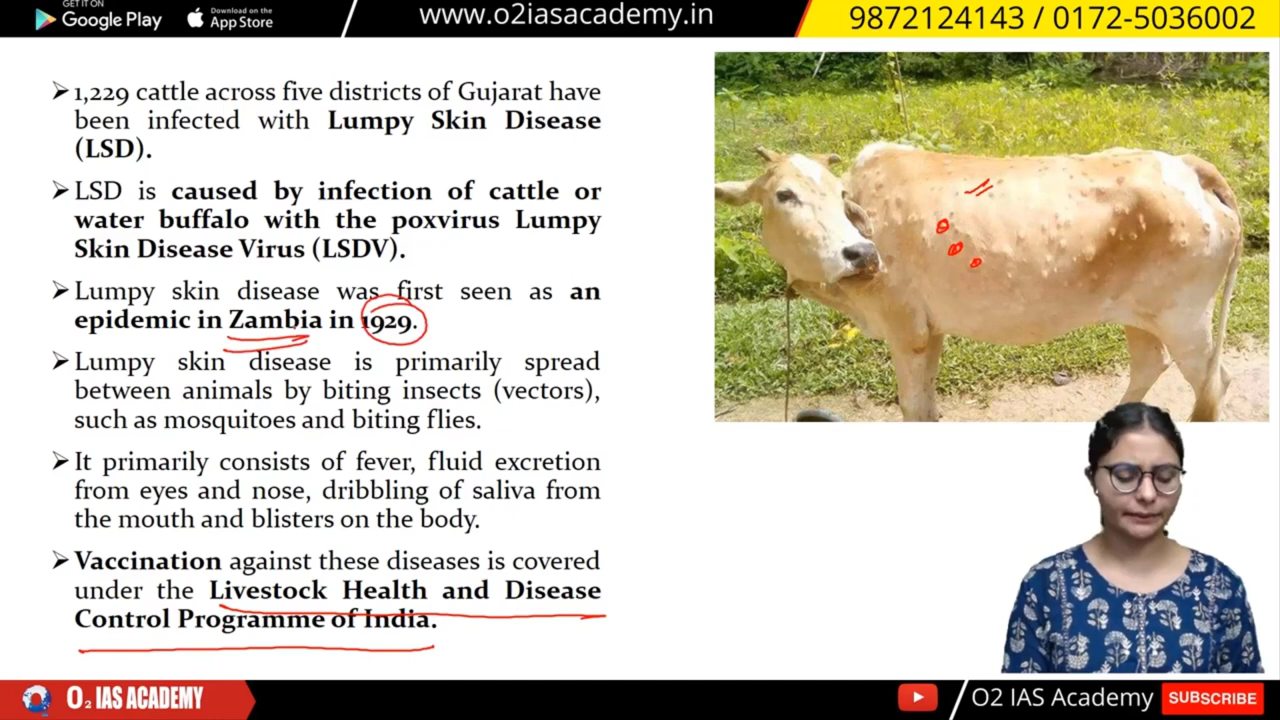 GET IT ON
Google Play
Download on the
App Store
www.o2iasacademy.in
9872124143 / 0172-5036002
➢ 1,229 cattle across five districts of Gujarat have
been infected with Lumpy Skin Disease
(LSD).
➢ LSD is caused by infection of cattle or
water buffalo with the poxvirus Lumpy
Skin Disease Virus (LSDV).
➢ Lumpy skin disease was first seen as an
epidemic in Zambia in 1929.
➢ Lumpy skin disease is primarily spread
between animals by biting insects (vectors),
such as mosquitoes and biting flies.
➢ It primarily consists of fever, fluid excretion
from eyes and nose, dribbling of saliva from
the mouth and blisters on the body.
➢ Vaccination against these diseases is covered
under the Livestock Health and Disease
Control Programme of India.
O2 IAS ACADEMY
O2 IAS Academy
SUBSCRIBE